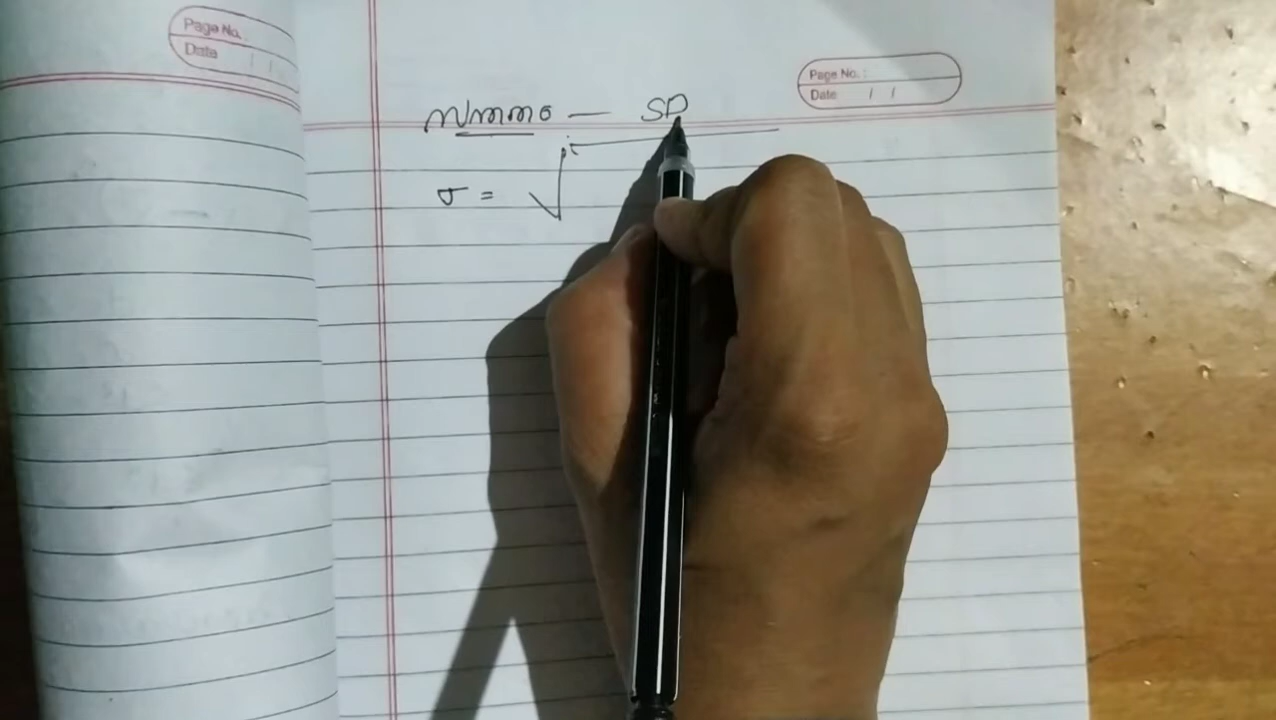 Page No.
Date / /
Page No. :
Date / /
— SD
σ = √